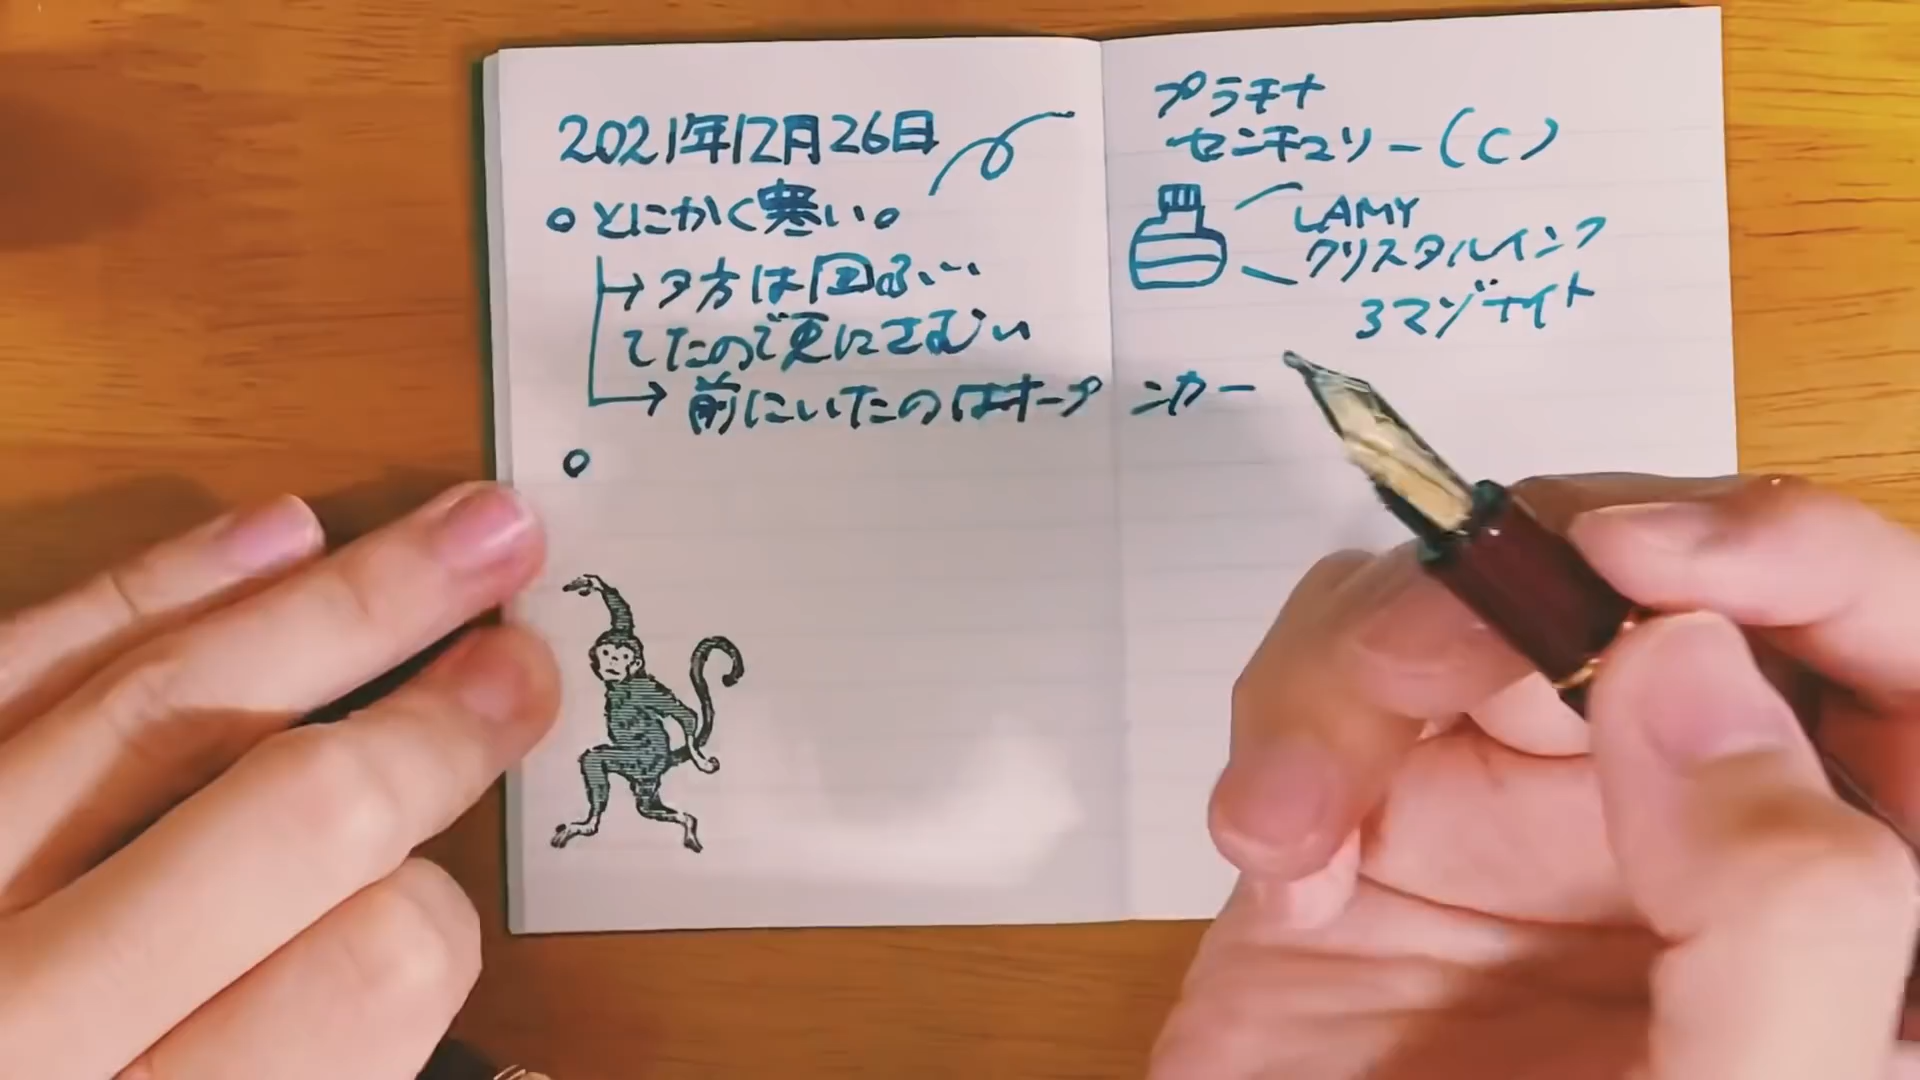 2021年12月26日
○とにかく寒い。
→夕方は図ふい
てたので更にさむい
→前にいたのはオープンカー
○
プラチナ
センチュリー(C)
LAMY
クリスタルインク
アマゾナイト